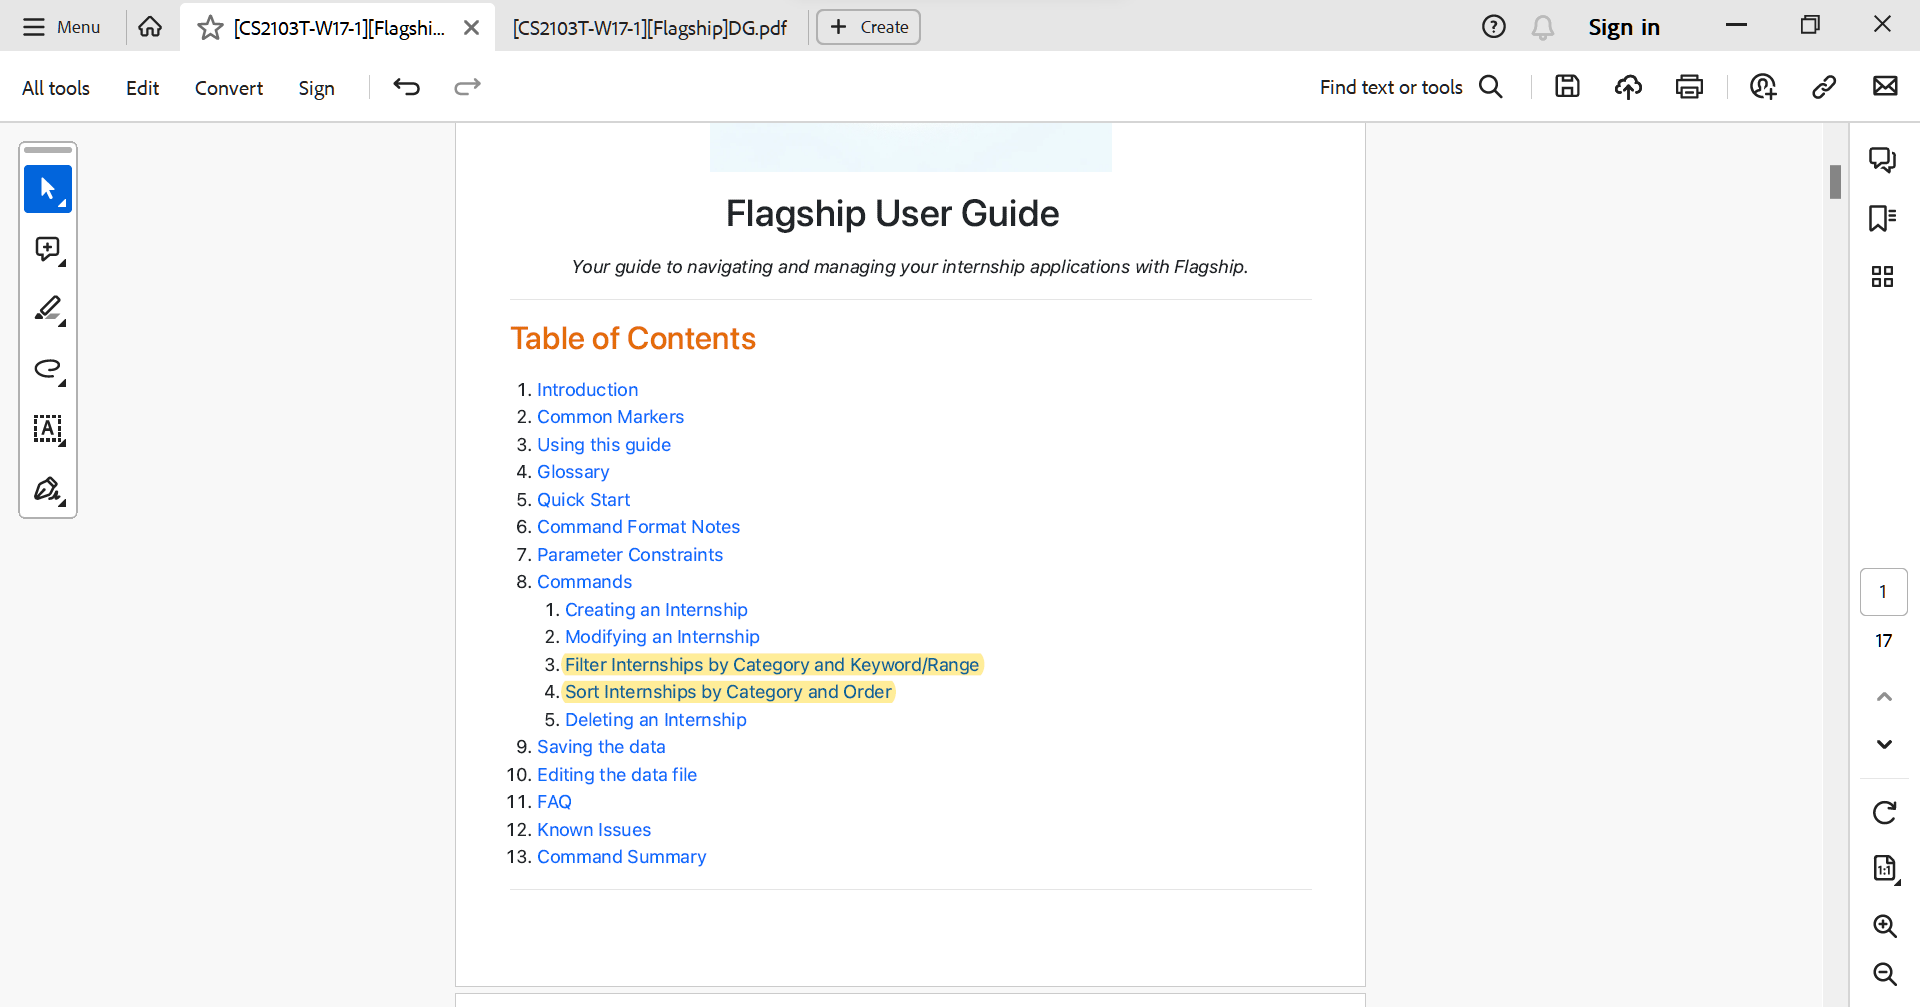 Menu
[CS2103T-W17-1][Flagshi...
[CS2103T-W17-1][Flagship]DG.pdf
Create
Sign in
All tools
Edit
Convert
Sign
Find text or tools
Flagship User Guide
Your guide to navigating and managing your internship applications with Flagship.
Table of Contents
1. Introduction
2. Common Markers
3. Using this guide
4. Glossary
5. Quick Start
6. Command Format Notes
7. Parameter Constraints
8. Commands
1. Creating an Internship
2. Modifying an Internship
3. Filter Internships by Category and Keyword/Range
4. Sort Internships by Category and Order
5. Deleting an Internship
9. Saving the data
10. Editing the data file
11. FAQ
12. Known Issues
13. Command Summary
1
17
1:1
A